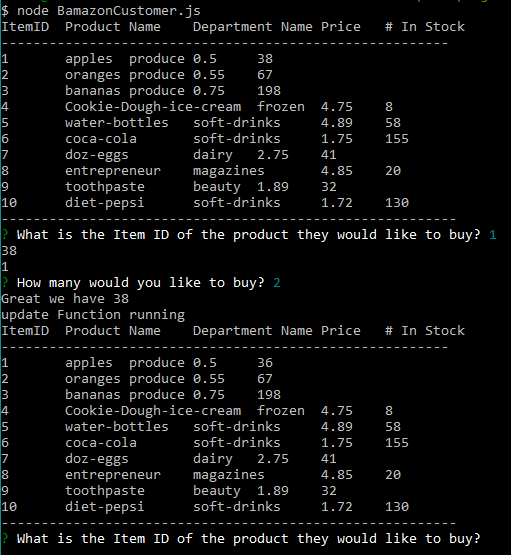 $ node BamazonCustomer.js
ItemID  Product Name    Department Name Price   # In Stock
--------------------------------------------------------
1       apples  produce 0.5     38
2       oranges produce 0.55    67
3       bananas produce 0.75    198
4       Cookie-Dough-ice-cream  frozen  4.75    8
5       water-bottles   soft-drinks     4.89    58
6       coca-cola       soft-drinks     1.75    155
7       doz-eggs        dairy   2.75    41
8       entrepreneur    magazines       4.85    20
9       toothpaste      beauty  1.89    32
10      diet-pepsi      soft-drinks     1.72    130
---------------------------------------------------------
? What is the Item ID of the product they would like to buy? 1
38
1
? How many would you like to buy? 2
Great we have 38
update Function running
ItemID  Product Name    Department Name Price   # In Stock
--------------------------------------------------------
1       apples  produce 0.5     36
2       oranges produce 0.55    67
3       bananas produce 0.75    198
4       Cookie-Dough-ice-cream  frozen  4.75    8
5       water-bottles   soft-drinks     4.89    58
6       coca-cola       soft-drinks     1.75    155
7       doz-eggs        dairy   2.75    41
8       entrepreneur    magazines       4.85    20
9       toothpaste      beauty  1.89    32
10      diet-pepsi      soft-drinks     1.72    130
---------------------------------------------------------
? What is the Item ID of the product they would like to buy?